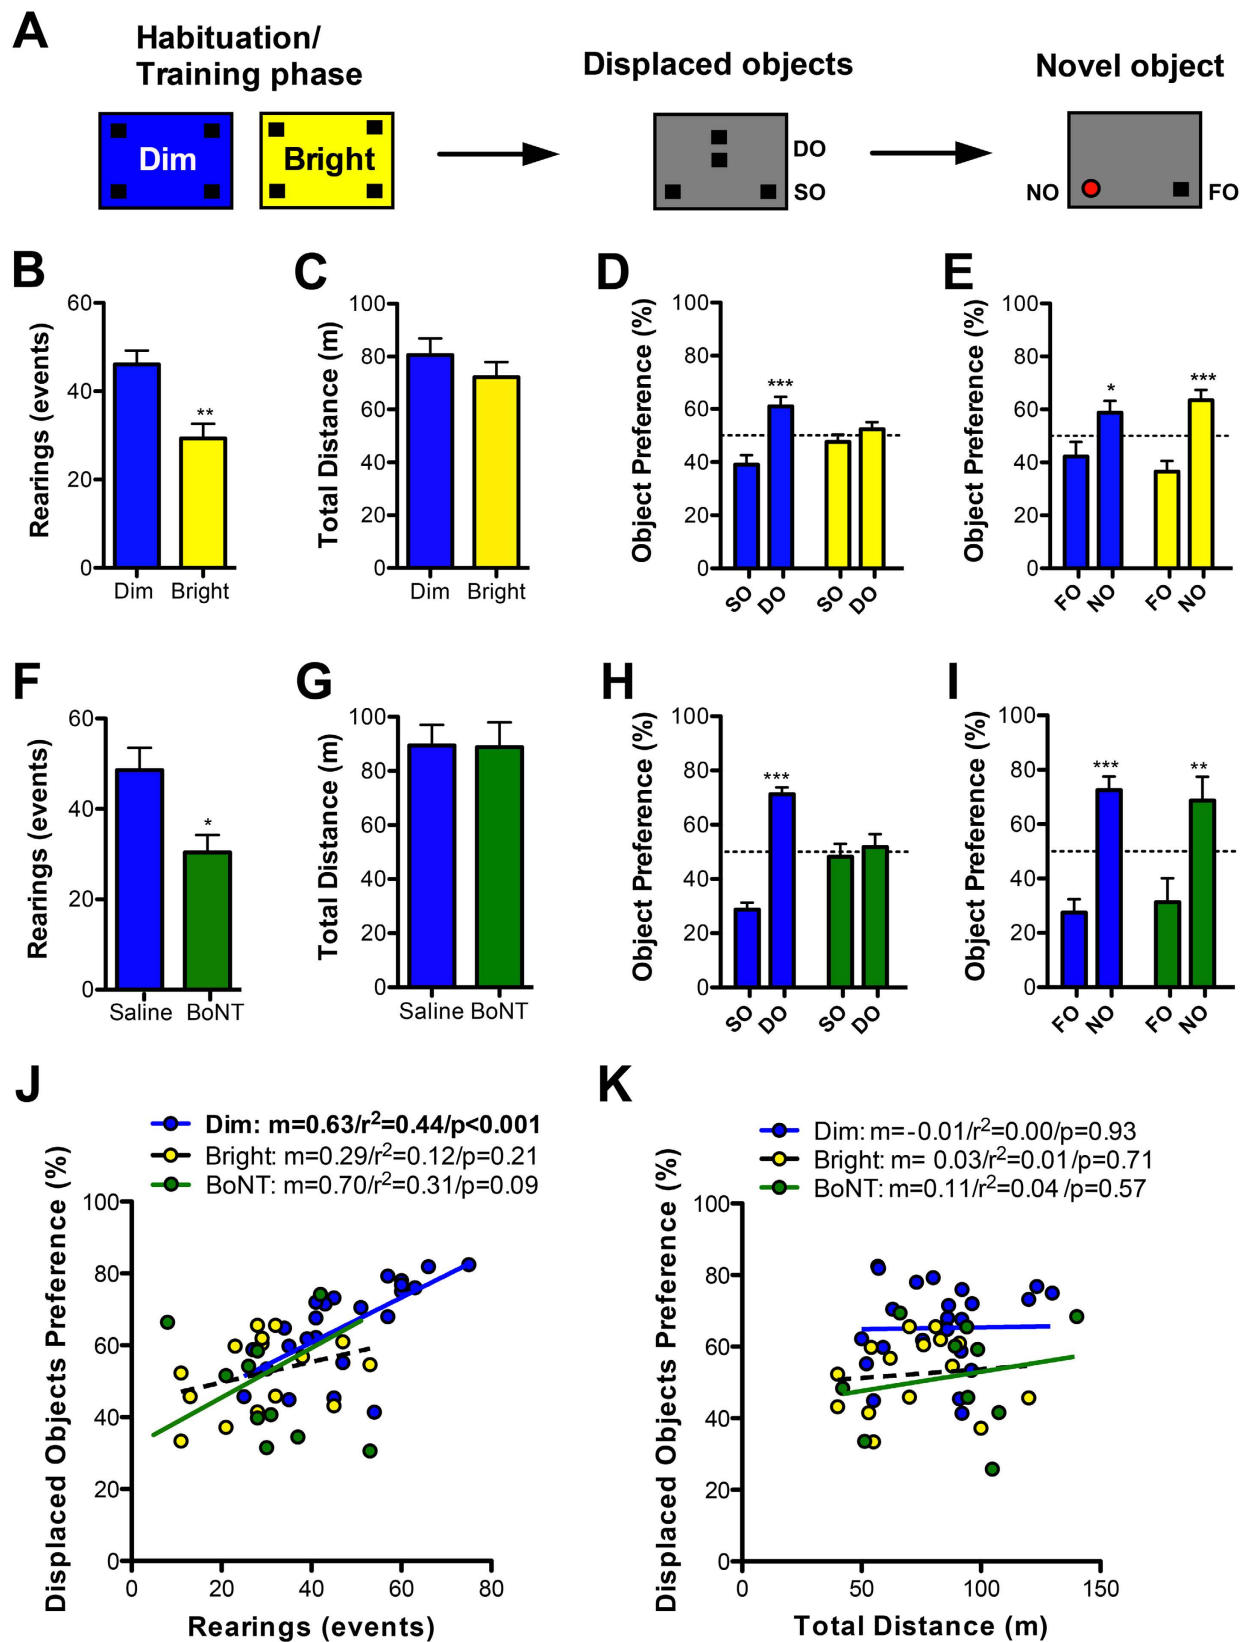 A
Habituation/
Training phase
Displaced objects
Novel object
Dim
Bright
DO
SO
NO
FO
B
Rearings (events)
60
40
20
0
**
Dim
Bright
C
Total Distance (m)
100
80
60
40
20
0
Dim
Bright
D
Object Preference (%)
100
80
60
40
20
0
***
SO
DO
SO
DO
E
Object Preference (%)
100
80
60
40
20
0
*
***
FO
NO
FO
NO
F
Rearings (events)
60
40
20
0
*
Saline
BoNT
G
Total Distance (m)
100
80
60
40
20
0
Saline
BoNT
H
Object Preference (%)
100
80
60
40
20
0
***
SO
DO
SO
DO
I
Object Preference (%)
100
80
60
40
20
0
***
**
FO
NO
FO
NO
J
Dim: m=0.63/r²=0.44/p<0.001
Bright: m=0.29/r²=0.12/p=0.21
BoNT: m=0.70/r²=0.31/p=0.09
Displaced Objects Preference (%)
100
80
60
40
20
0
0
20
40
60
80
Rearings (events)
K
Dim: m=-0.01/r²=0.00/p=0.93
Bright: m= 0.03/r²=0.01/p=0.71
BoNT: m=0.11/r²=0.04 /p=0.57
Displaced Objects Preference (%)
100
80
60
40
20
0
0
50
100
150
Total Distance (m)